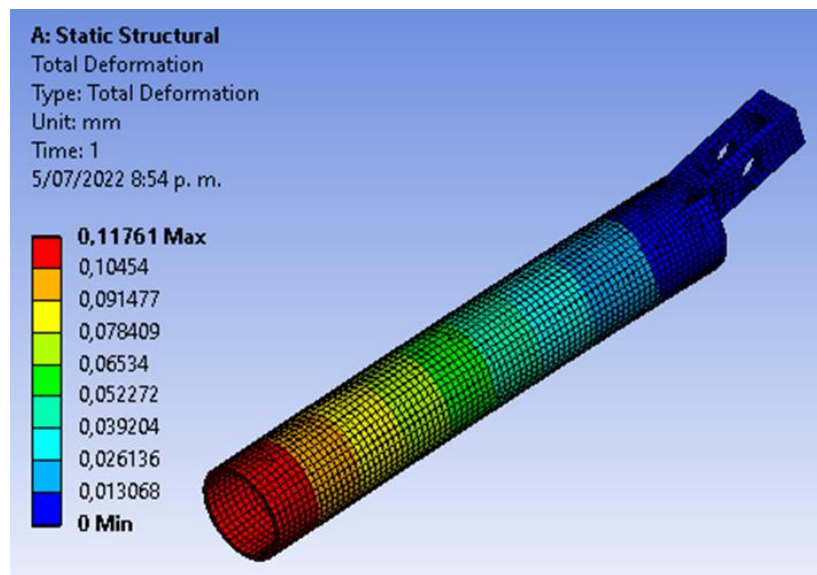 A: Static Structural
Total Deformation
Type: Total Deformation
Unit: mm
Time: 1
5/07/2022 8:54 p. m.
0,11761 Max
0,10454
0,091477
0,078409
0,06534
0,052272
0,039204
0,026136
0,013068
0 Min